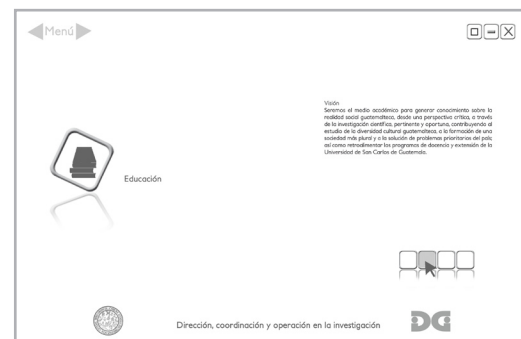 Menú
Visión
Seremos el medio académico para generar conocimiento sobre la
realidad social guatemalteca, desde una perspectiva crítica, a través
de la investigación científica, pertinente y oportuna, contribuyendo al
estudio de la diversidad cultural guatemalteca, a la formación de una
sociedad más plural y a la solución de problemas prioritarios del país;
así como retroalimentar los programas de docencia y extensión de la
Universidad de San Carlos de Guatemala.
Educación
Dirección, coordinación y operación en la investigación